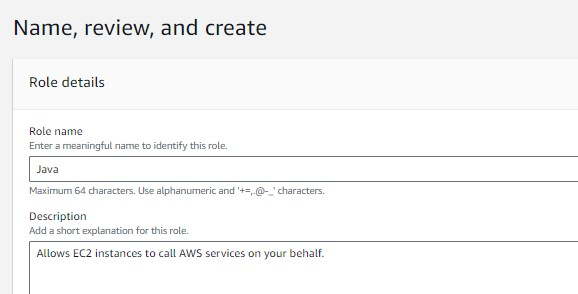 Name, review, and create
Role details
Role name
Enter a meaningful name to identify this role.
Java
Maximum 64 characters. Use alphanumeric and '+=,.@-_' characters.
Description
Add a short explanation for this role.
Allows EC2 instances to call AWS services on your behalf.